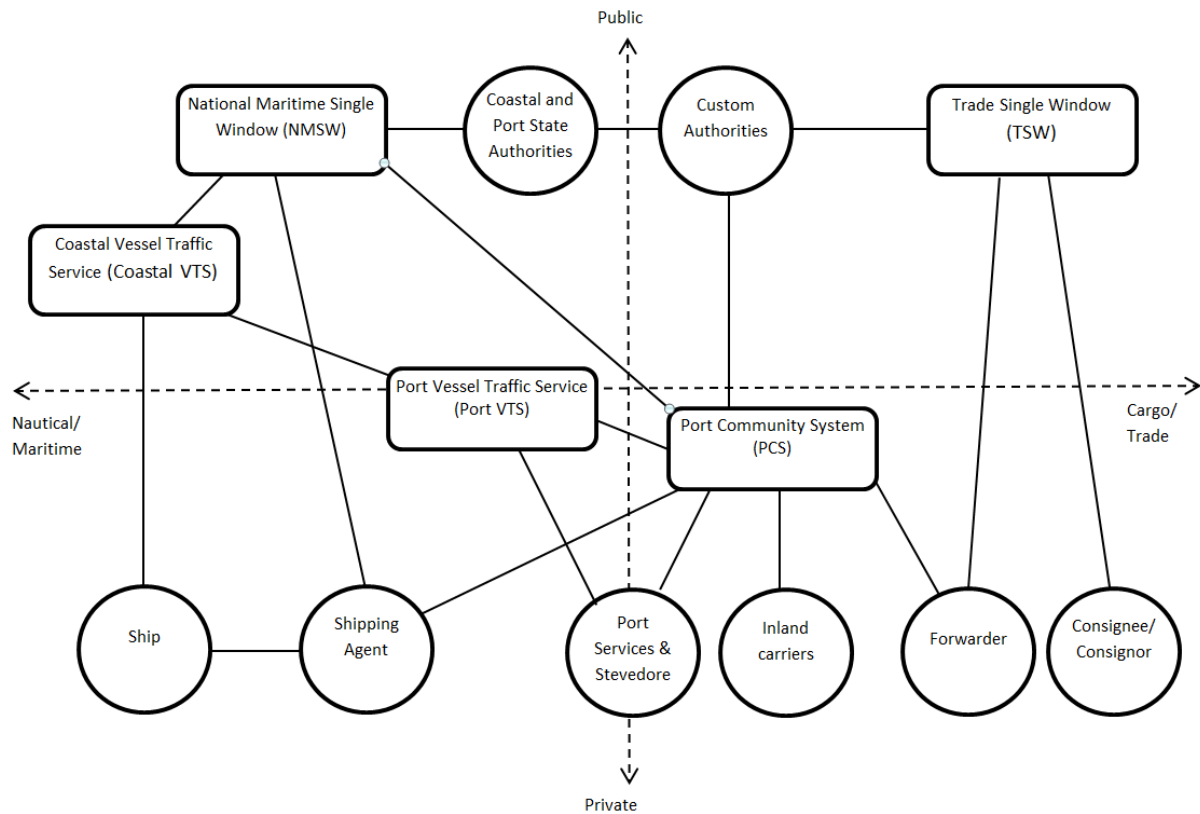 Public
National Maritime Single
Window (NMSW)
Coastal and
Port State
Authorities
Custom
Authorities
Trade Single Window
(TSW)
Coastal Vessel Traffic
Service (Coastal VTS)
Port Vessel Traffic Service
(Port VTS)
Nautical/
Maritime
Port Community System
(PCS)
Cargo/
Trade
Ship
Shipping
Agent
Port
Services &
Stevedore
Inland
carriers
Forwarder
Consignee/
Consignor
Private